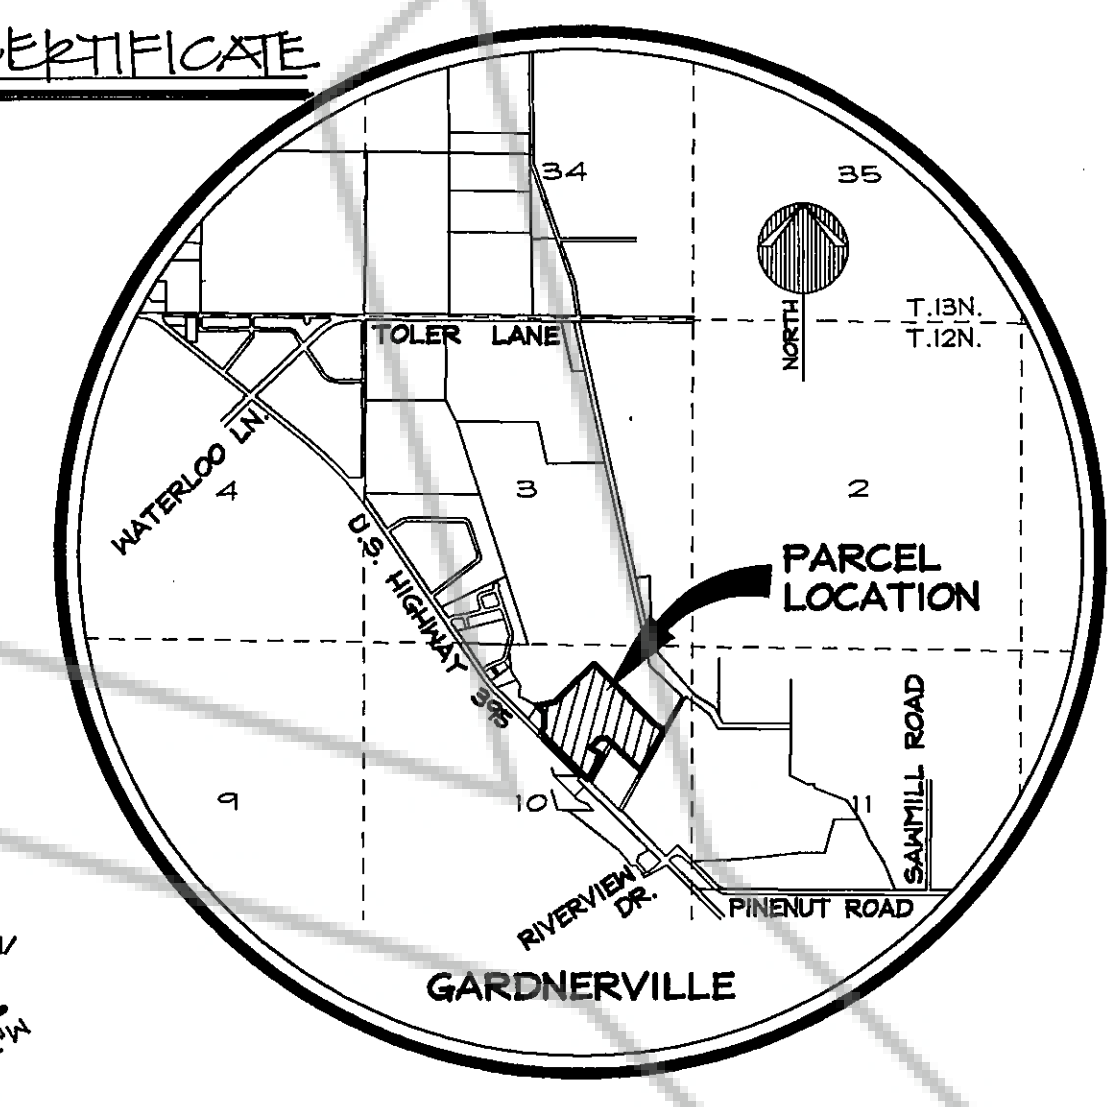 ERTIFICATE
34
35
NORTH
T.13N.
T.12N.
TOLER LANE
WATERLOO LN.
4
3
2
U.S. HIGHWAY 395
PARCEL
LOCATION
SAWMILL ROAD
9
10
11
RIVERVIEW
DR.
PINENUT ROAD
GARDNERVILLE